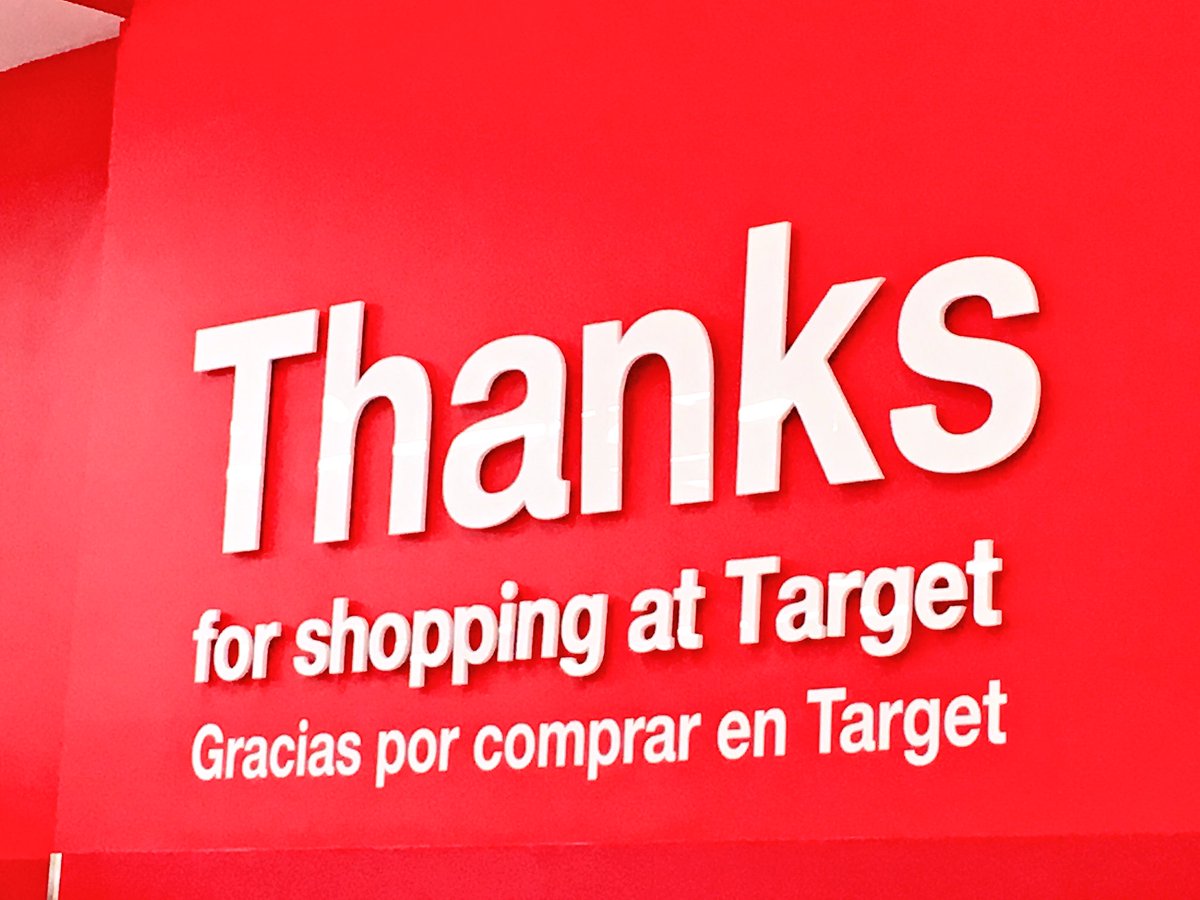 Thanks
for shopping at Target
Gracias por comprar en Target